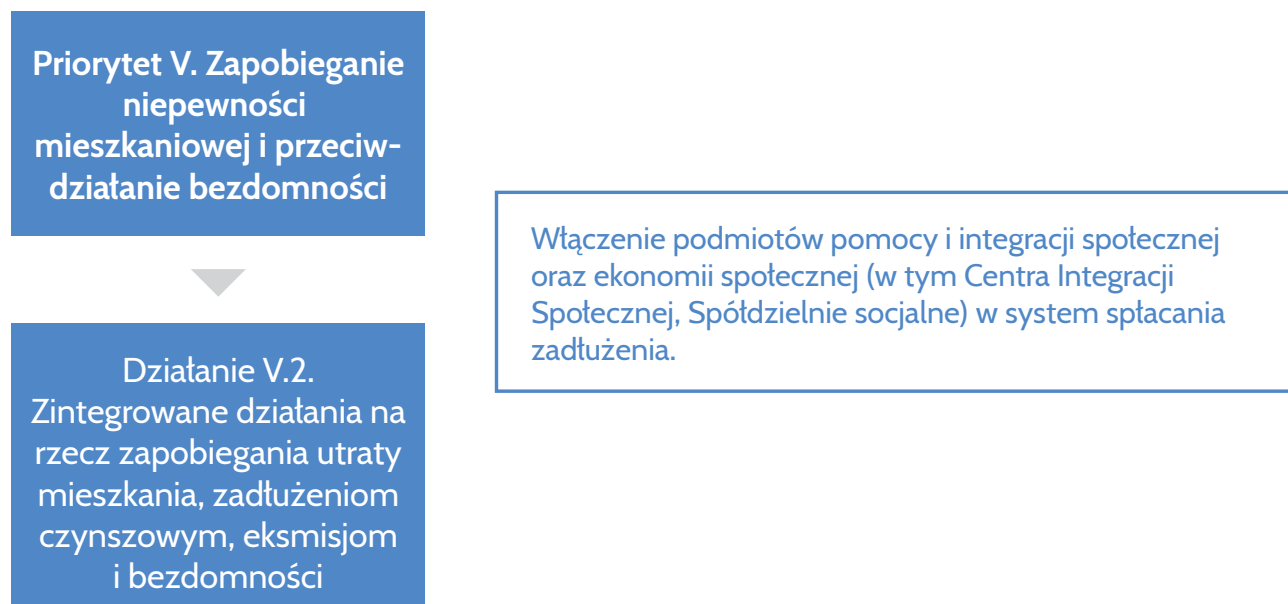 Priorytet V. Zapobieganie
niepewności
mieszkaniowej i przeciw-
działanie bezdomności
Działanie V.2.
Zintegrowane działania na
rzecz zapobiegania utraty
mieszkania, zadłużeniom
czynszowym, eksmisjom
i bezdomności
Włączenie podmiotów pomocy i integracji społecznej
oraz ekonomii społecznej (w tym Centra Integracji
Społecznej, Spółdzielnie socjalne) w system spłacania
zadłużenia.